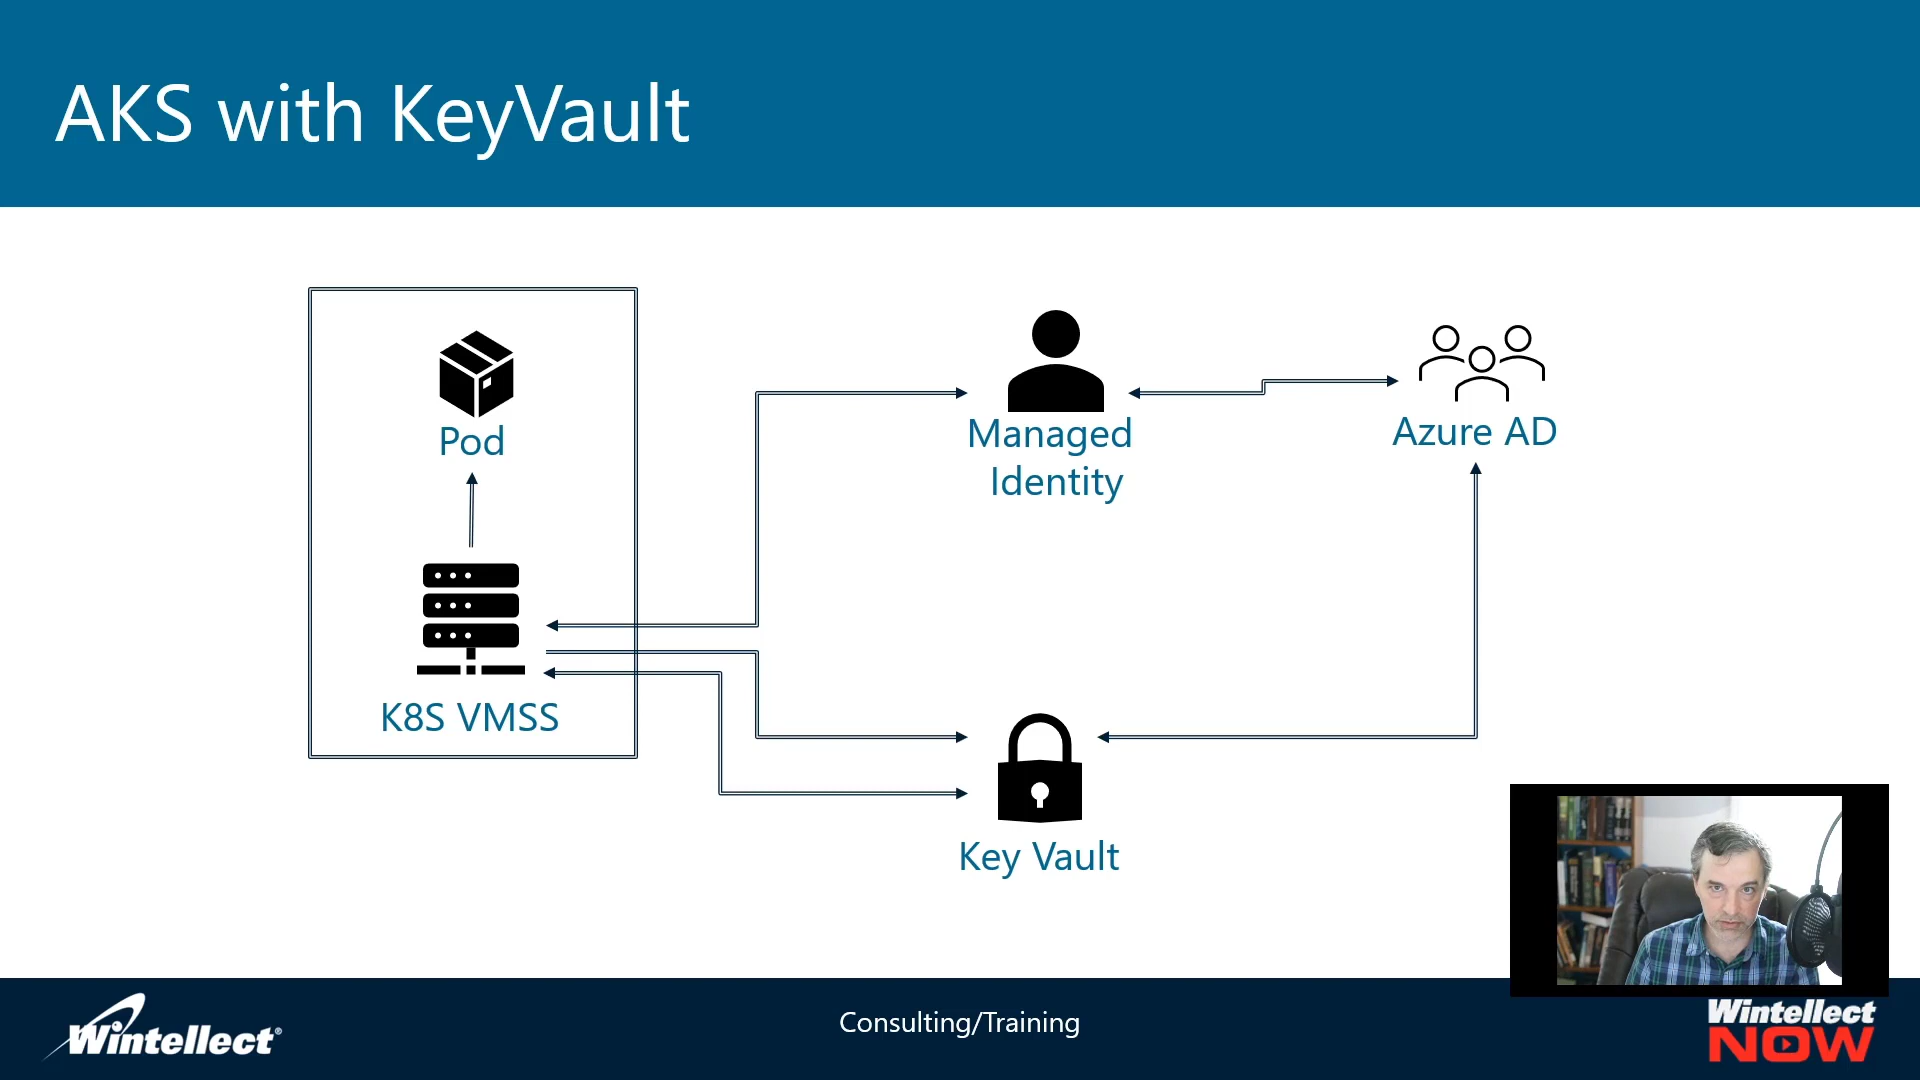 AKS with KeyVault
Pod
K8S VMSS
Managed
Identity
Azure AD
Key Vault
Wintellect®
Consulting/Training
Wintellect
NOW